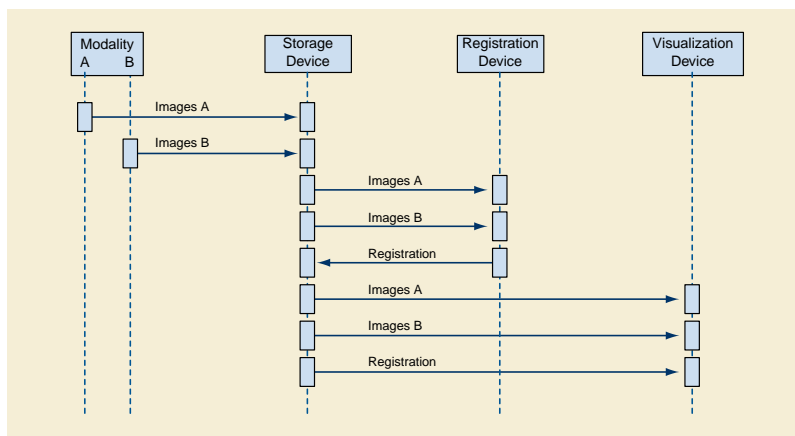 Modality
A B
Storage
Device
Registration
Device
Visualization
Device
Images A
Images B
Images A
Images B
Registration
Images A
Images B
Registration